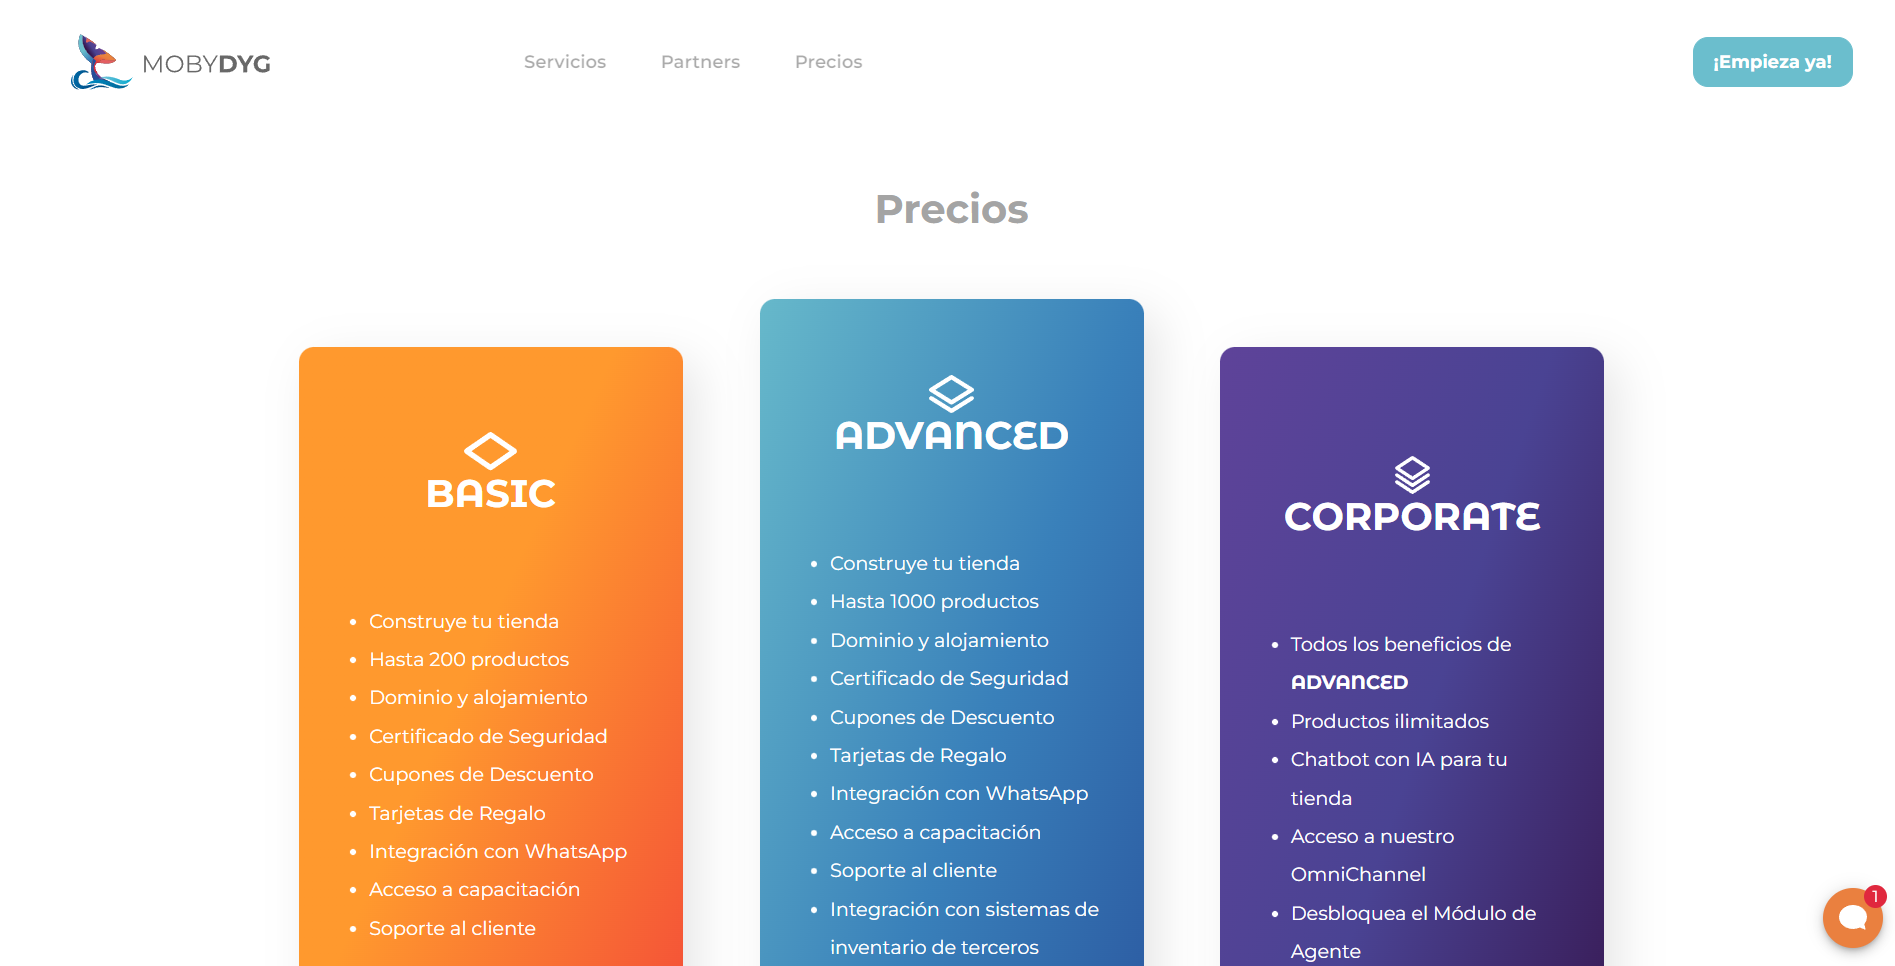 MOBYDYG
Servicios
Partners
Precios
¡Empieza ya!
Precios
BASIC
Construye tu tienda
Hasta 200 productos
Dominio y alojamiento
Certificado de Seguridad
Cupones de Descuento
Tarjetas de Regalo
Integración con WhatsApp
Acceso a capacitación
Soporte al cliente
ADVANCED
Construye tu tienda
Hasta 1000 productos
Dominio y alojamiento
Certificado de Seguridad
Cupones de Descuento
Tarjetas de Regalo
Integración con WhatsApp
Acceso a capacitación
Soporte al cliente
Integración con sistemas de
inventario de terceros
CORPORATE
Todos los beneficios de
ADVANCED
Productos ilimitados
Chatbot con IA para tu
tienda
Acceso a nuestro
OmniChannel
Desbloquea el Módulo de
Agente
1